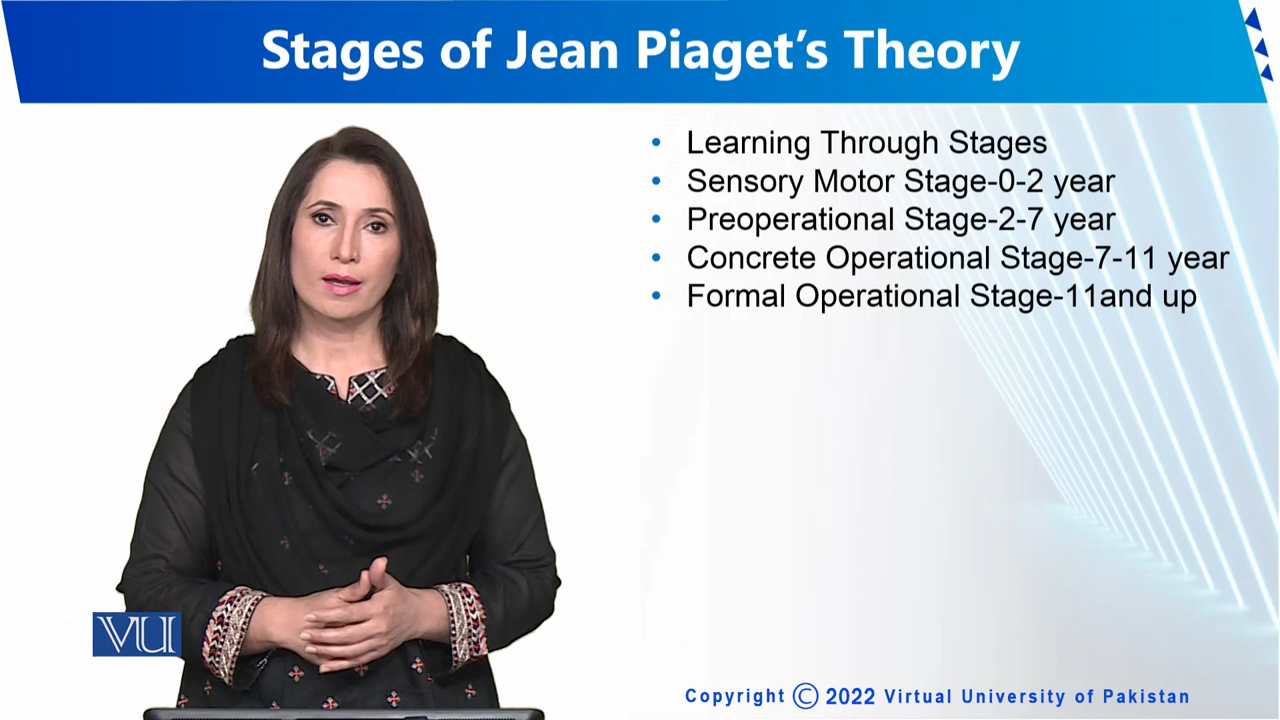 Stages of Jean Piaget’s Theory
• Learning Through Stages
• Sensory Motor Stage-0-2 year
• Preoperational Stage-2-7 year
• Concrete Operational Stage-7-11 year
• Formal Operational Stage-11and up
VU
Copyright © 2022 Virtual University of Pakistan